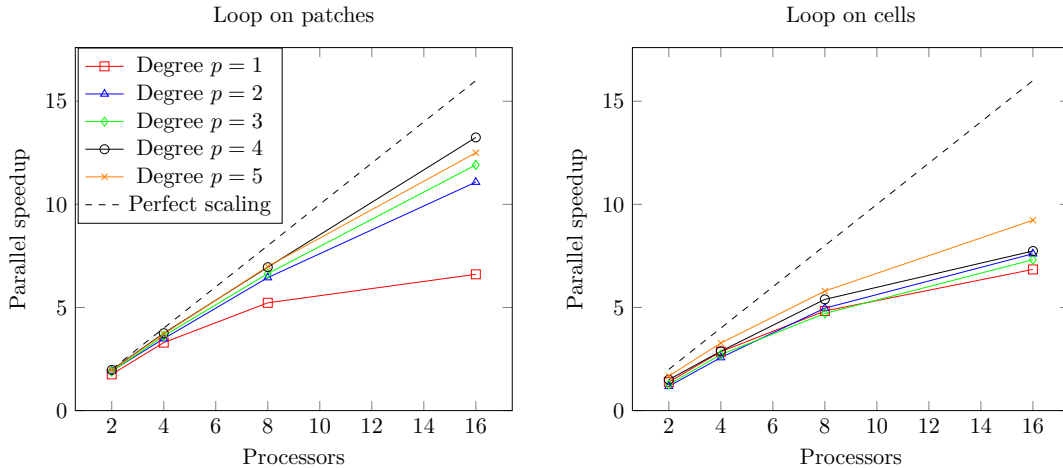 Loop on patches
Degree p = 1
Degree p = 2
Degree p = 3
Degree p = 4
Degree p = 5
Perfect scaling
15
10
5
0
2 4 6 8 10 12 14 16
Parallel speedup
Processors
Loop on cells
15
10
5
0
2 4 6 8 10 12 14 16
Parallel speedup
Processors